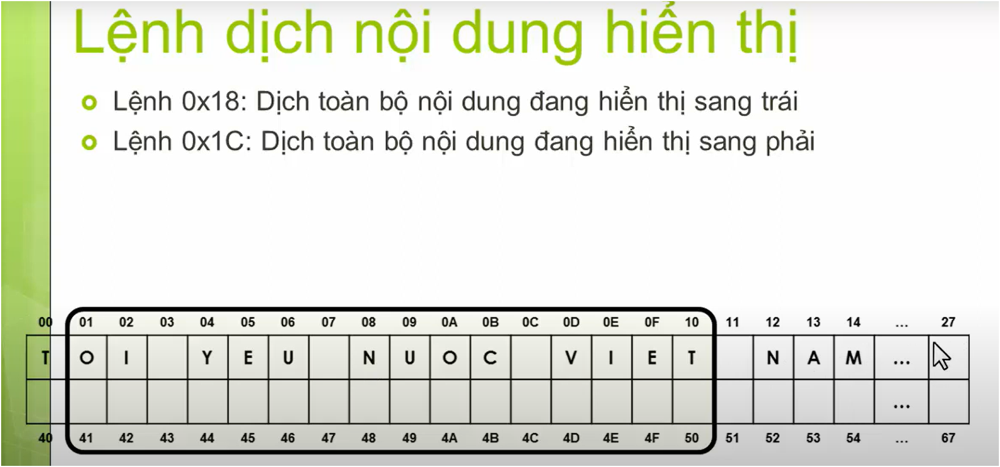 Lệnh dịch nội dung hiển thị
Lệnh 0x18: Dịch toàn bộ nội dung đang hiển thị sang trái
Lệnh 0x1C: Dịch toàn bộ nội dung đang hiển thị sang phải
00 01 02 03 04 05 06 07 08 09 0A 0B 0C 0D 0E 0F 10 11 12 13 14 ... 27
T O I Y E U N U O C V I E T N A M ...
...
40 41 42 43 44 45 46 47 48 49 4A 4B 4C 4D 4E 4F 50 51 52 53 54 ... 67